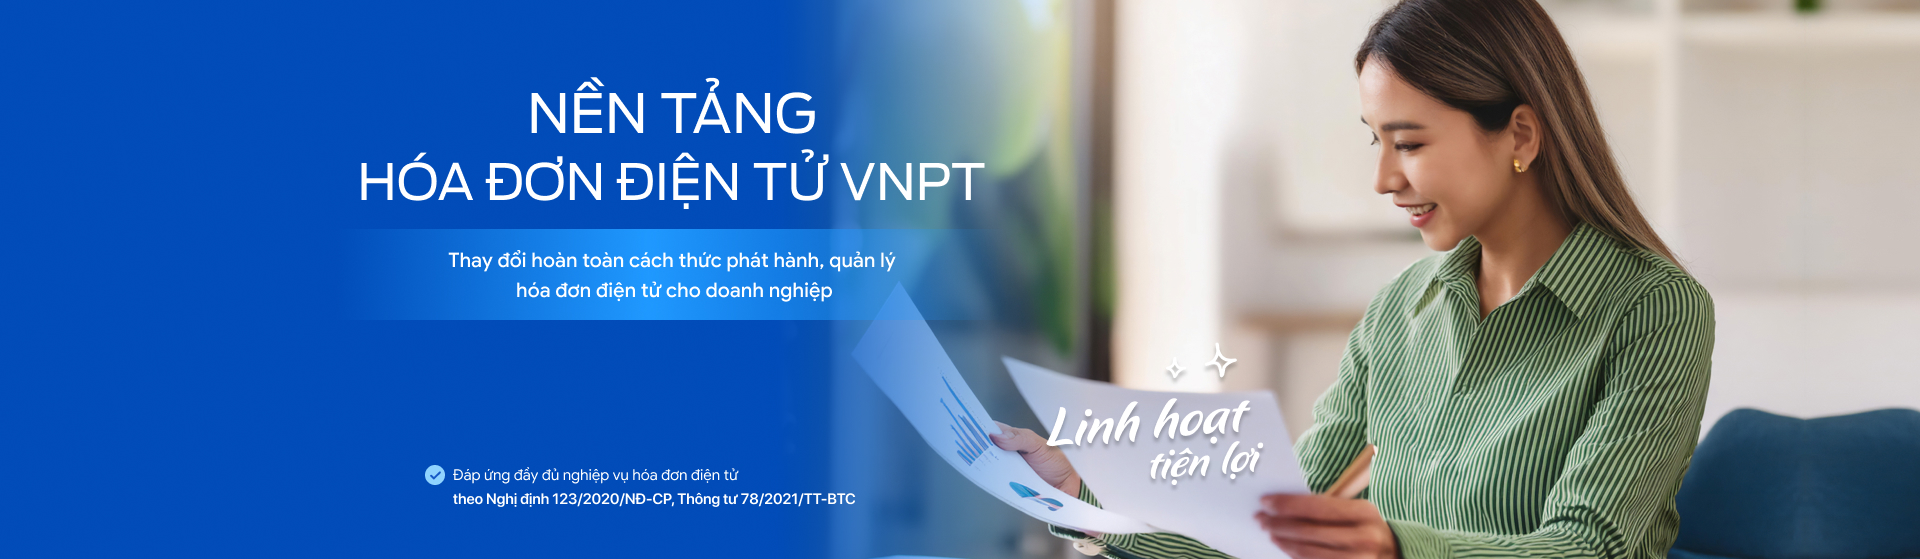 NỀN TẢNG
HÓA ĐƠN ĐIỆN TỬ VNPT
Thay đổi hoàn toàn cách thức phát hành, quản lý
hóa đơn điện tử cho doanh nghiệp
Linh hoạt
tiện lợi
Đáp ứng đẩy đủ nghiệp vụ hóa đơn điện tử
theo Nghị định 123/2020/NĐ-CP, Thông tư 78/2021/TT-BTC